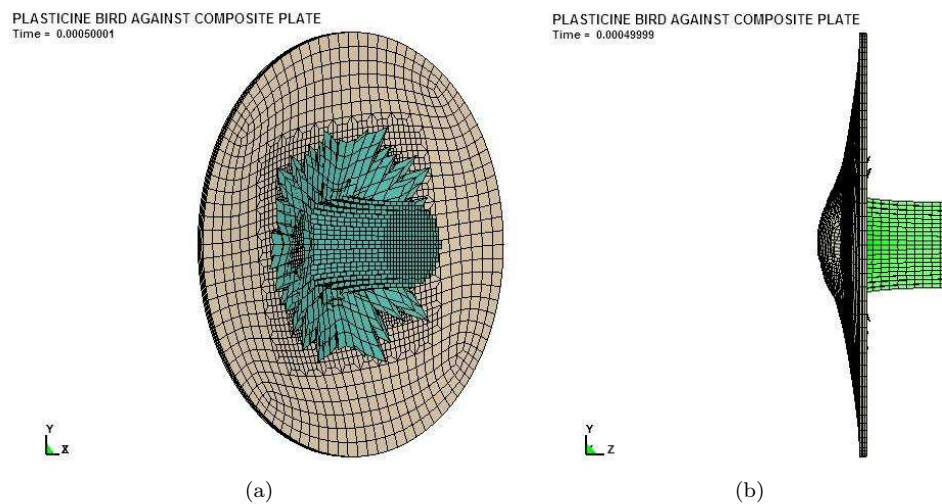 PLASTICINE BIRD AGAINST COMPOSITE PLATE
Time = 0.00050001
PLASTICINE BIRD AGAINST COMPOSITE PLATE
Time = 0.00049999
Y
Y
Z
(a)
(b)